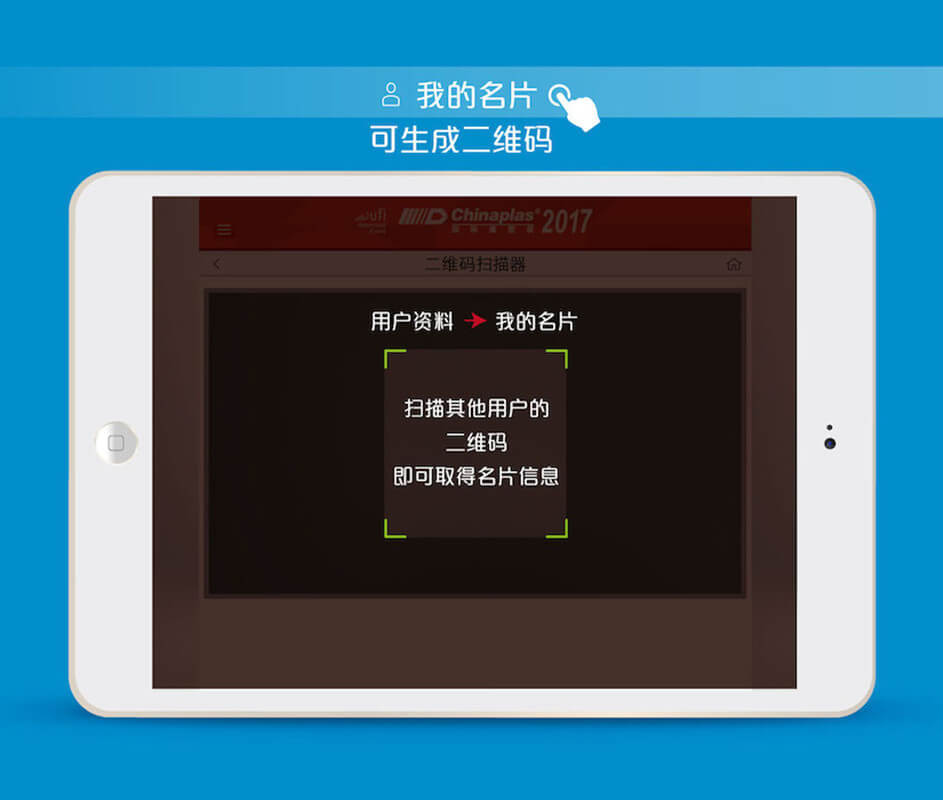 我的名片
可生成二维码
ufi
Chinaplas® 2017
二维码扫描器
用户资料 我的名片
扫描其他用户的
二维码
即可取得名片信息